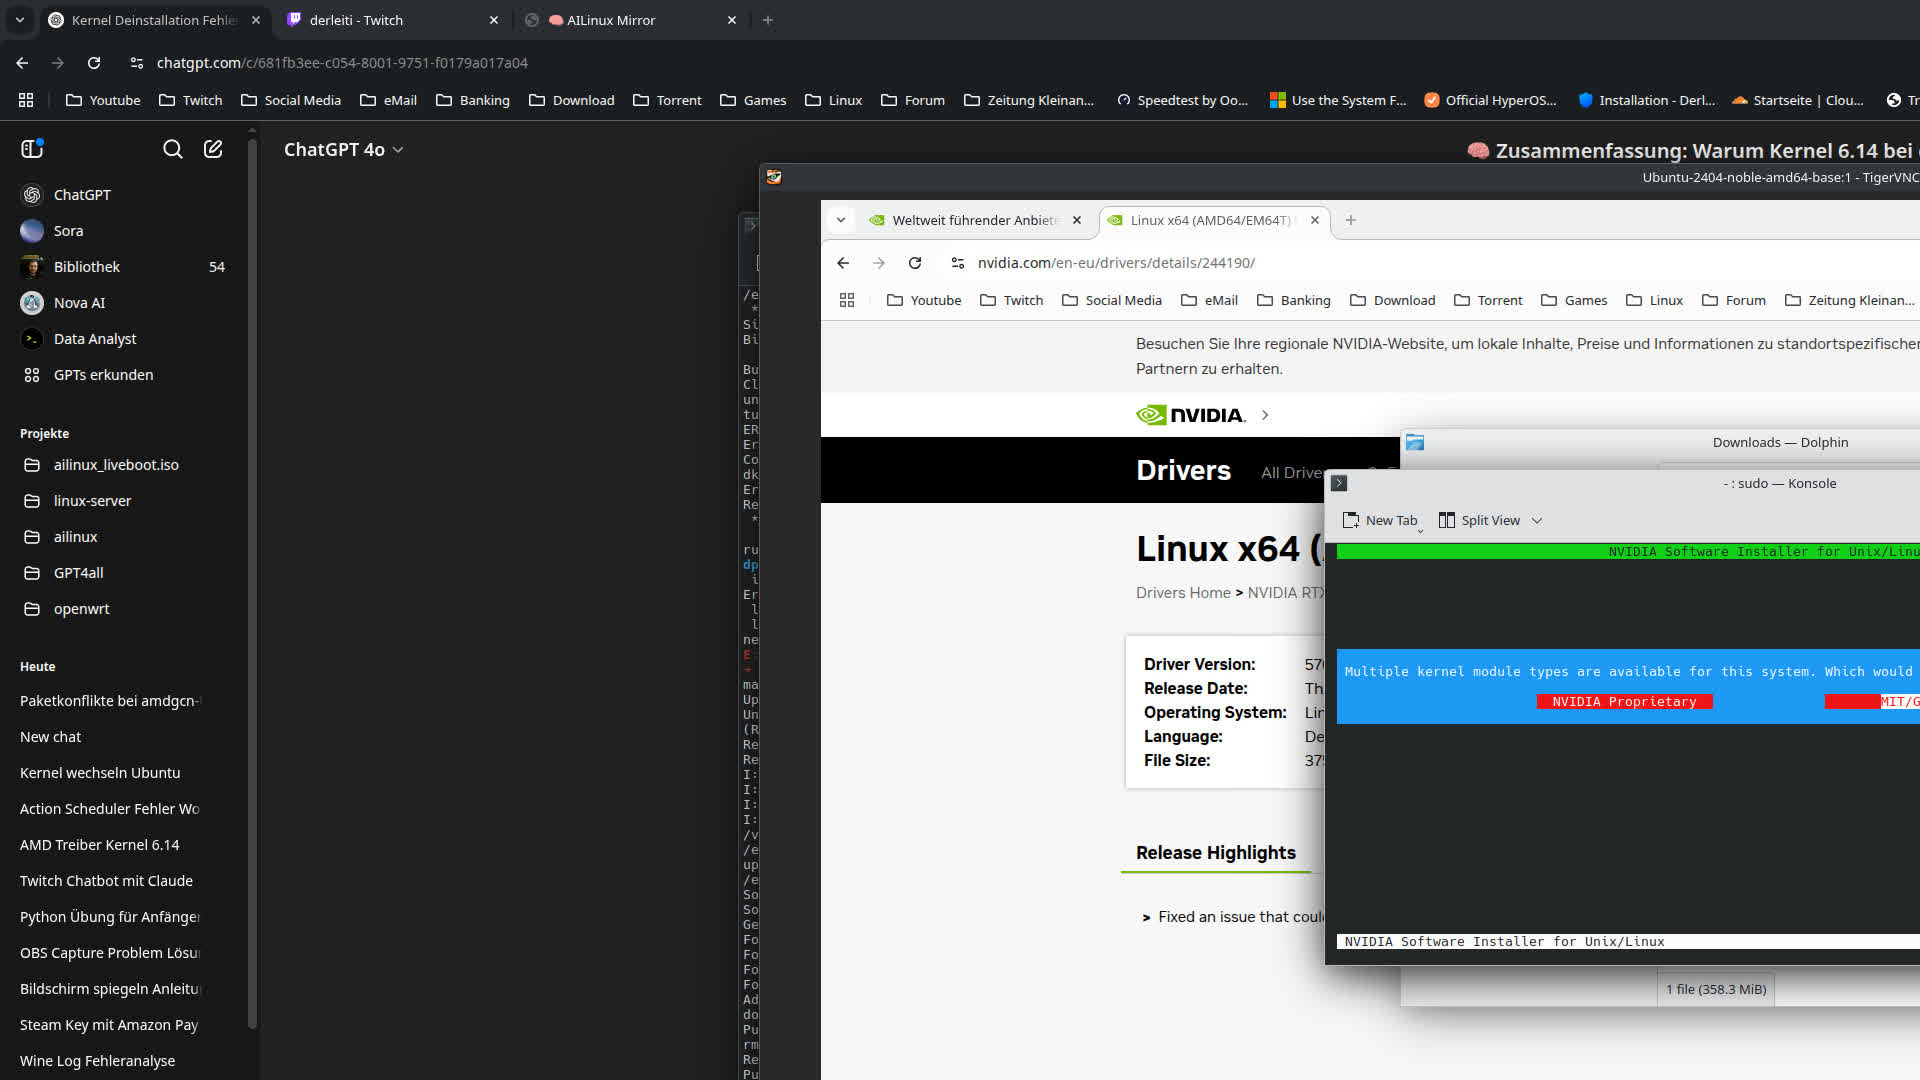 Kernel Deinstallation Fehle
derleiti - Twitch
AILinux Mirror
chatgpt.com/c/681fb3ee-c054-8001-9751-f0179a017a04
Youtube
Twitch
Social Media
eMail
Banking
Download
Torrent
Games
Linux
Forum
Zeitung Kleinan...
Speedtest by Oo...
Use the System F...
Official HyperOS...
Installation - Derl...
Startseite | Clou...
Tr
ChatGPT 4o
🧠 Zusammenfassung: Warum Kernel 6.14 bei
ChatGPT
Sora
Bibliothek 54
Nova AI
Data Analyst
GPTs erkunden
Projekte
ailinux_liveboot.iso
linux-server
ailinux
GPT4all
openwrt
Heute
Paketkonflikte bei amdgcn-
New chat
Kernel wechseln Ubuntu
Action Scheduler Fehler Wo
AMD Treiber Kernel 6.14
Twitch Chatbot mit Claude
Python Übung für Anfänger
OBS Capture Problem Lösu
Bildschirm spiegeln Anleitu
Steam Key mit Amazon Pay
Wine Log Fehleranalyse
/e
*
Si
Bi
Bu
Cl
un
tu
ER
Er
Co
dk
Er
Re
*
ru
dp
i
Er
l
l
ne
E:
ma
Up
Un
(R
Re
Re
I:
I:
I:
I:
/v
/e
up
/e
So
So
Ge
Fo
Fo
Fo
Fo
Ad
do
Pu
rm
Re
Pu
Ubuntu-2404-noble-amd64-base:1 - TigerVNC
Weltweit führender Anbiete
Linux x64 (AMD64/EM64T)
nvidia.com/en-eu/drivers/details/244190/
Youtube
Twitch
Social Media
eMail
Banking
Download
Torrent
Games
Linux
Forum
Zeitung Kleinan...
Besuchen Sie Ihre regionale NVIDIA-Website, um lokale Inhalte, Preise und Informationen zu standortspezifischen
Partnern zu erhalten.
NVIDIA.
Drivers
All Drive
Linux x64 (
Drivers Home > NVIDIA RTX
Driver Version: 570
Release Date: Th
Operating System: Lin
Language: De
File Size: 375
Release Highlights
> Fixed an issue that coul
Downloads — Dolphin
- : sudo — Konsole
New Tab
Split View
NVIDIA Software Installer for Unix/Linu
Multiple kernel module types are available for this system. Which would
NVIDIA Proprietary
MIT/G
NVIDIA Software Installer for Unix/Linux
1 file (358.3 MiB)